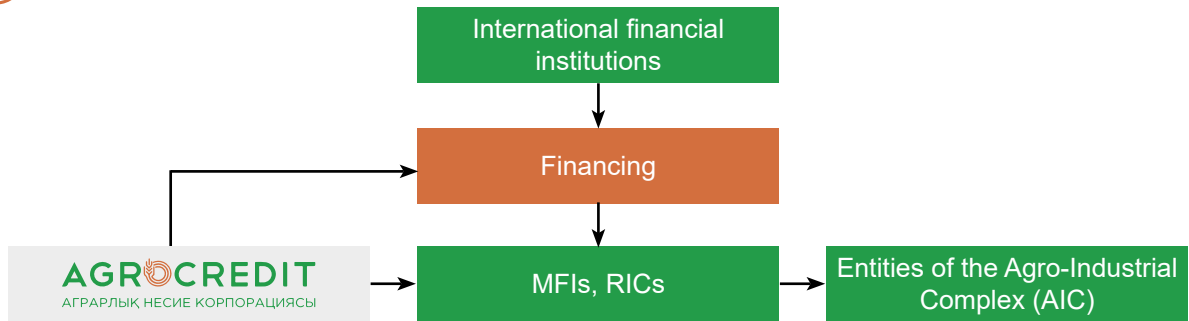 International financial
institutions
Financing
AGROCREDIT
АГРАРЛЫҚ НЕСИЕ КОРПОРАЦИЯСЫ
MFIs, RICs
Entities of the Agro-Industrial
Complex (AIC)